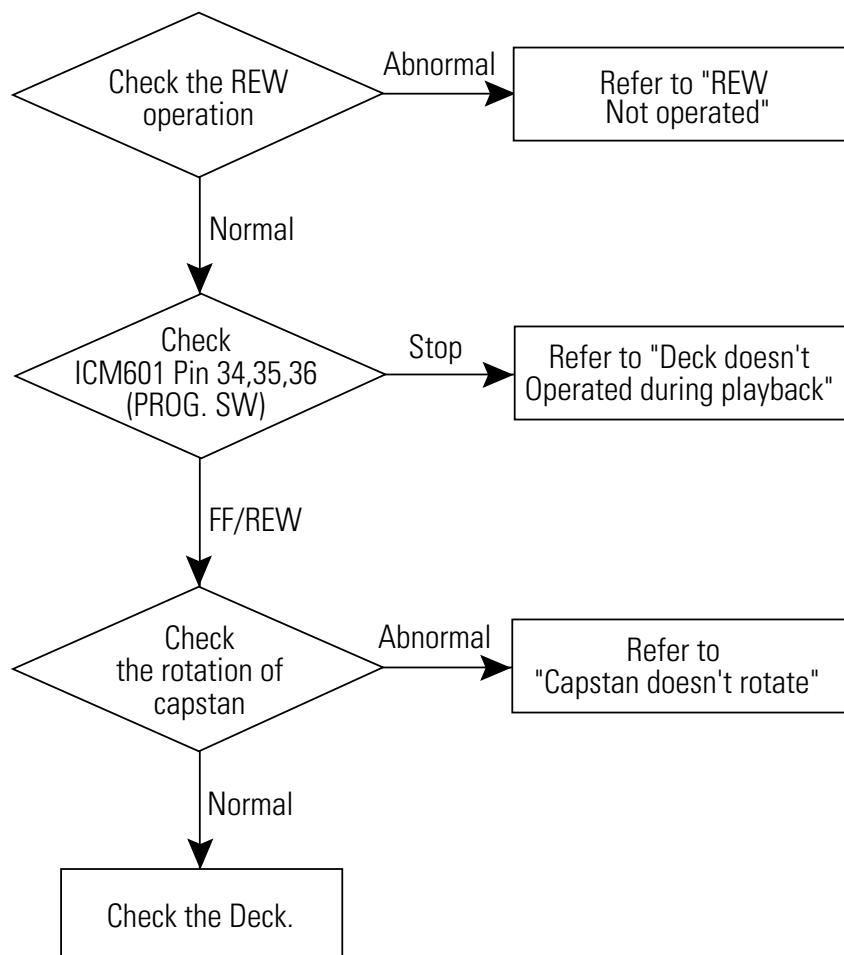 Check the REW
operation
Abnormal
Refer to "REW
Not operated"
Normal
Check
ICM601 Pin 34,35,36
(PROG. SW)
Stop
Refer to "Deck doesn't
Operated during playback"
FF/REW
Check
the rotation of
capstan
Abnormal
Refer to
"Capstan doesn't rotate"
Normal
Check the Deck.